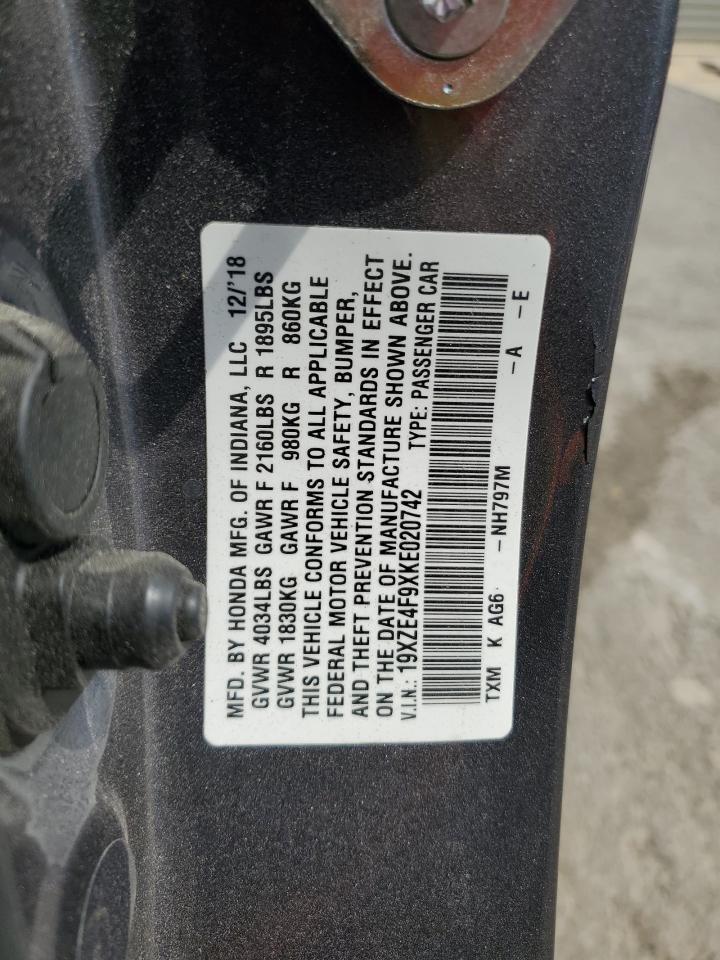 MFD. BY HONDA MFG. OF INDIANA, LLC 12/'18
GVWR 4034LBS GAWR F 2160LBS R 1895LBS
GVWR 1830KG GAWR F 980KG R 860KG
THIS VEHICLE CONFORMS TO ALL APPLICABLE
FEDERAL MOTOR VEHICLE SAFETY, BUMPER,
AND THEFT PREVENTION STANDARDS IN EFFECT
ON THE DATE OF MANUFACTURE SHOWN ABOVE.
V.I.N.: 19XZE4F9XKE020742 TYPE: PASSENGER CAR
TXM K AG6 -NH797M -A -E